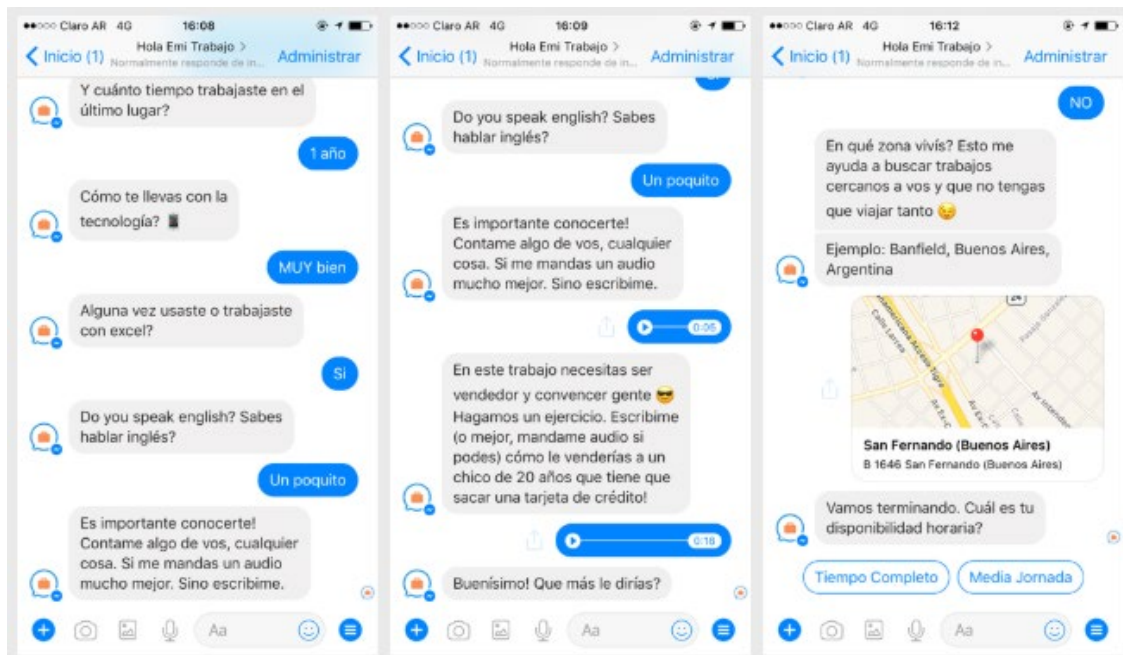 Claro AR 4G 16:08
Inicio (1) Hola Emi Trabajo > Administrar
Normalmente responde de in...
Y cuánto tiempo trabajaste en el
último lugar?
1 año
Cómo te llevas con la
tecnología?
MUY bien
Alguna vez usaste o trabajaste
con excel?
Si
Do you speak english? Sabes
hablar inglés?
Un poquito
Es importante conocerte!
Contame algo de vos, cualquier
cosa. Si me mandas un audio
mucho mejor. Sino escribime.
Aa
Claro AR 4G 16:09
Inicio (1) Hola Emi Trabajo > Administrar
Normalmente responde de in...
Do you speak english? Sabes
hablar inglés?
Un poquito
Es importante conocerte!
Contame algo de vos, cualquier
cosa. Si me mandas un audio
mucho mejor. Sino escribime.
En este trabajo necesitas ser
vendedor y convencer gente
Hagamos un ejercicio. Escribime
(o mejor, mandame audio si
podes) cómo le venderías a un
chico de 20 años que tiene que
sacar una tarjeta de crédito!
Buenísimo! Que más le dirías?
Aa
Claro AR 4G 16:12
Inicio (1) Hola Emi Trabajo > Administrar
Normalmente responde de in...
NO
En qué zona vivís? Esto me
ayuda a buscar trabajos
cercanos a vos y que no tengas
que viajar tanto
Ejemplo: Banfield, Buenos Aires,
Argentina
24
Calle Larcea
Acceso Tigre
San Fernando (Buenos Aires)
B 1646 San Fernando (Buenos Aires)
Vamos terminando. Cuál es tu
disponibilidad horaria?
Tiempo Completo Media Jornada
Aa